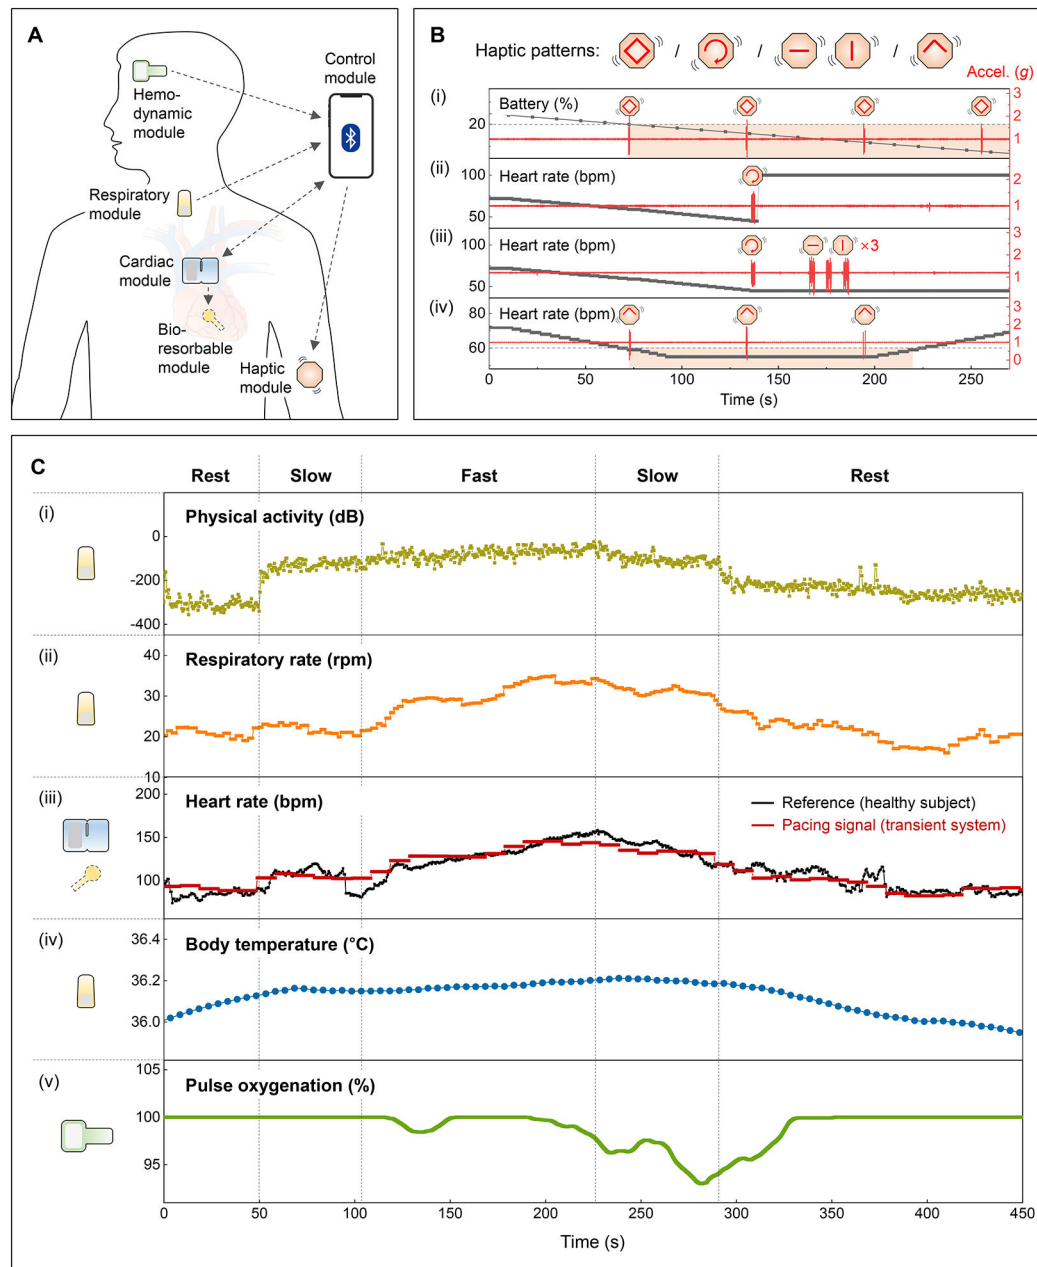 A
Control
module
Hemo-
dynamic
module
Respiratory
module
Cardiac
module
Bio-
resorbable
module
Haptic
module
B
Haptic patterns: / / /
Accel. (g)
(i)
Battery (%)
20
3
2
1
(ii)
Heart rate (bpm)
100
50
2
1
(iii)
Heart rate (bpm)
×3
100
50
3
2
1
(iv)
Heart rate (bpm)
80
60
3
2
1
0
0 50 100 150 200 250
Time (s)
C
Rest Slow Fast Slow Rest
(i)
Physical activity (dB)
0
-200
-400
(ii)
Respiratory rate (rpm)
40
30
20
10
(iii)
Heart rate (bpm)
200
150
100
Reference (healthy subject)
Pacing signal (transient system)
(iv)
Body temperature (°C)
36.4
36.2
36.0
(v)
Pulse oxygenation (%)
105
100
95
0 50 100 150 200 250 300 350 400 450
Time (s)